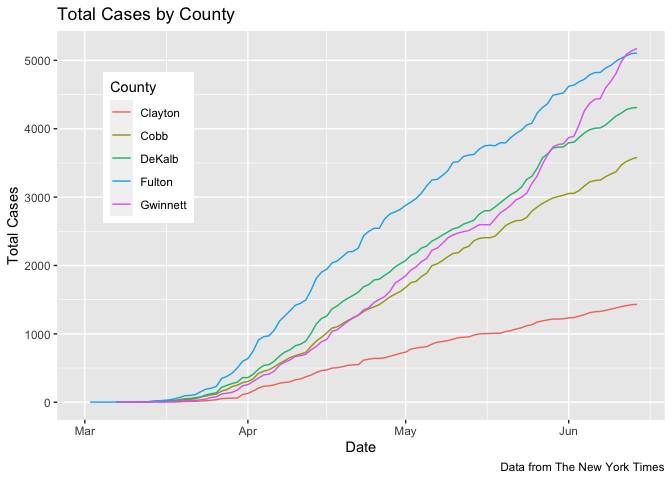 Total Cases by County
5000
4000
3000
2000
1000
0
Total Cases
County
Clayton
Cobb
DeKalb
Fulton
Gwinnett
Mar
Apr
May
Jun
Date
Data from The New York Times